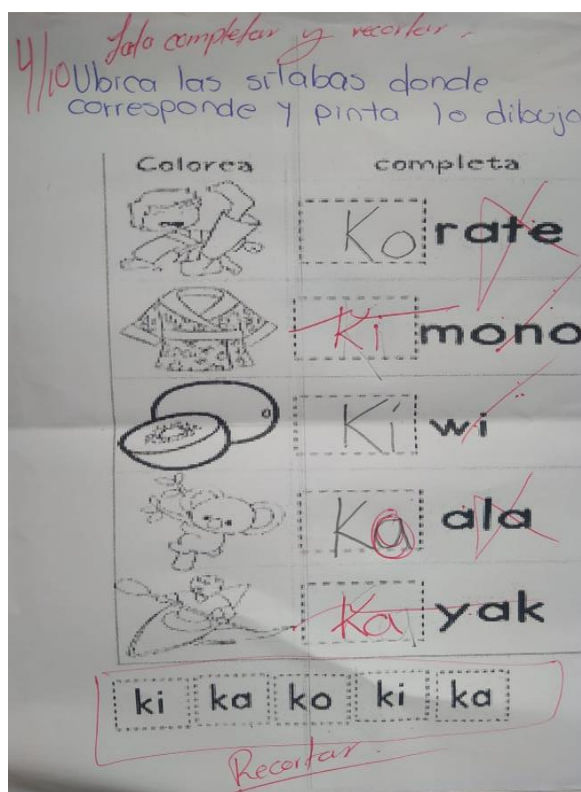 4/10 Falta completar y recortar.
Ubica las sílabas donde
corresponde y pinta lo dibujo
Colorea completa
Ko rate
Ki mono
Ki wi
Ka ala
Ka yak
ki ka ko ki ka
Recortar.